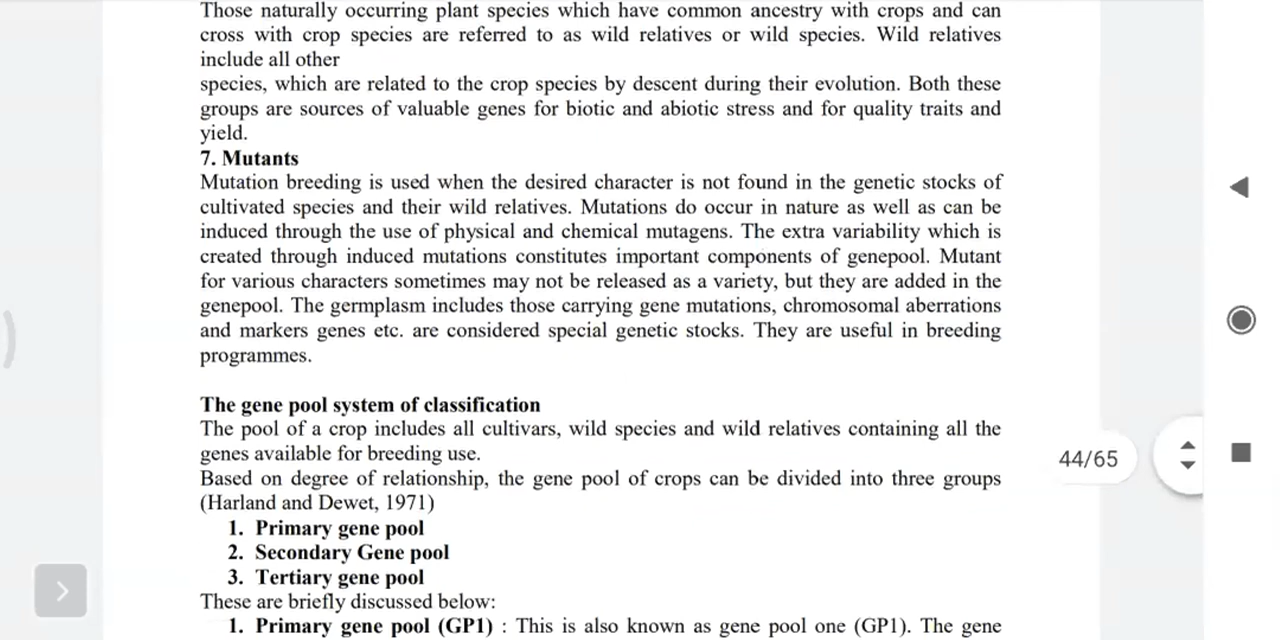 Those naturally occurring plant species which have common ancestry with crops and can
cross with crop species are referred to as wild relatives or wild species. Wild relatives
include all other
species, which are related to the crop species by descent during their evolution. Both these
groups are sources of valuable genes for biotic and abiotic stress and for quality traits and
yield.
7. Mutants
Mutation breeding is used when the desired character is not found in the genetic stocks of
cultivated species and their wild relatives. Mutations do occur in nature as well as can be
induced through the use of physical and chemical mutagens. The extra variability which is
created through induced mutations constitutes important components of genepool. Mutant
for various characters sometimes may not be released as a variety, but they are added in the
genepool. The germplasm includes those carrying gene mutations, chromosomal aberrations
and markers genes etc. are considered special genetic stocks. They are useful in breeding
programmes.
The gene pool system of classification
The pool of a crop includes all cultivars, wild species and wild relatives containing all the
genes available for breeding use.
Based on degree of relationship, the gene pool of crops can be divided into three groups
(Harland and Dewet, 1971)
1. Primary gene pool
2. Secondary Gene pool
3. Tertiary gene pool
These are briefly discussed below:
1. Primary gene pool (GP1) : This is also known as gene pool one (GP1). The gene
44/65